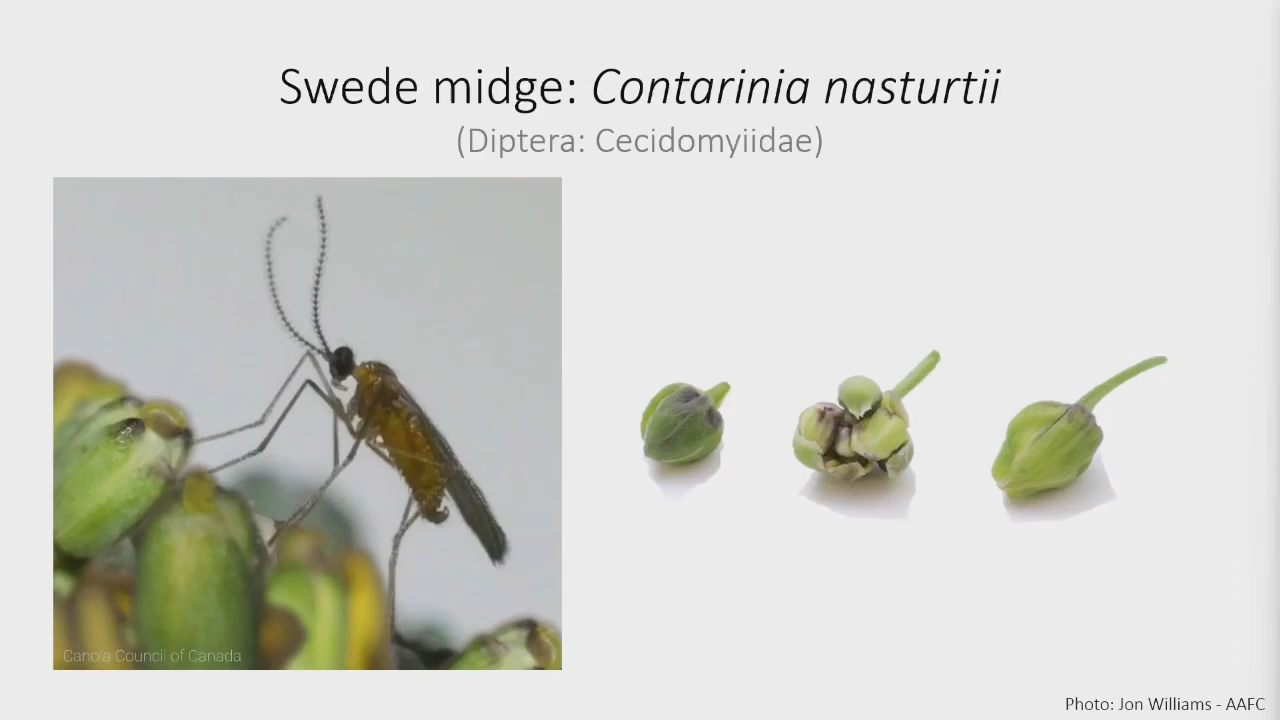 Swede midge: Contarinia nasturtii
(Diptera: Cecidomyiidae)
Canola Council of Canada
Photo: Jon Williams - AAFC